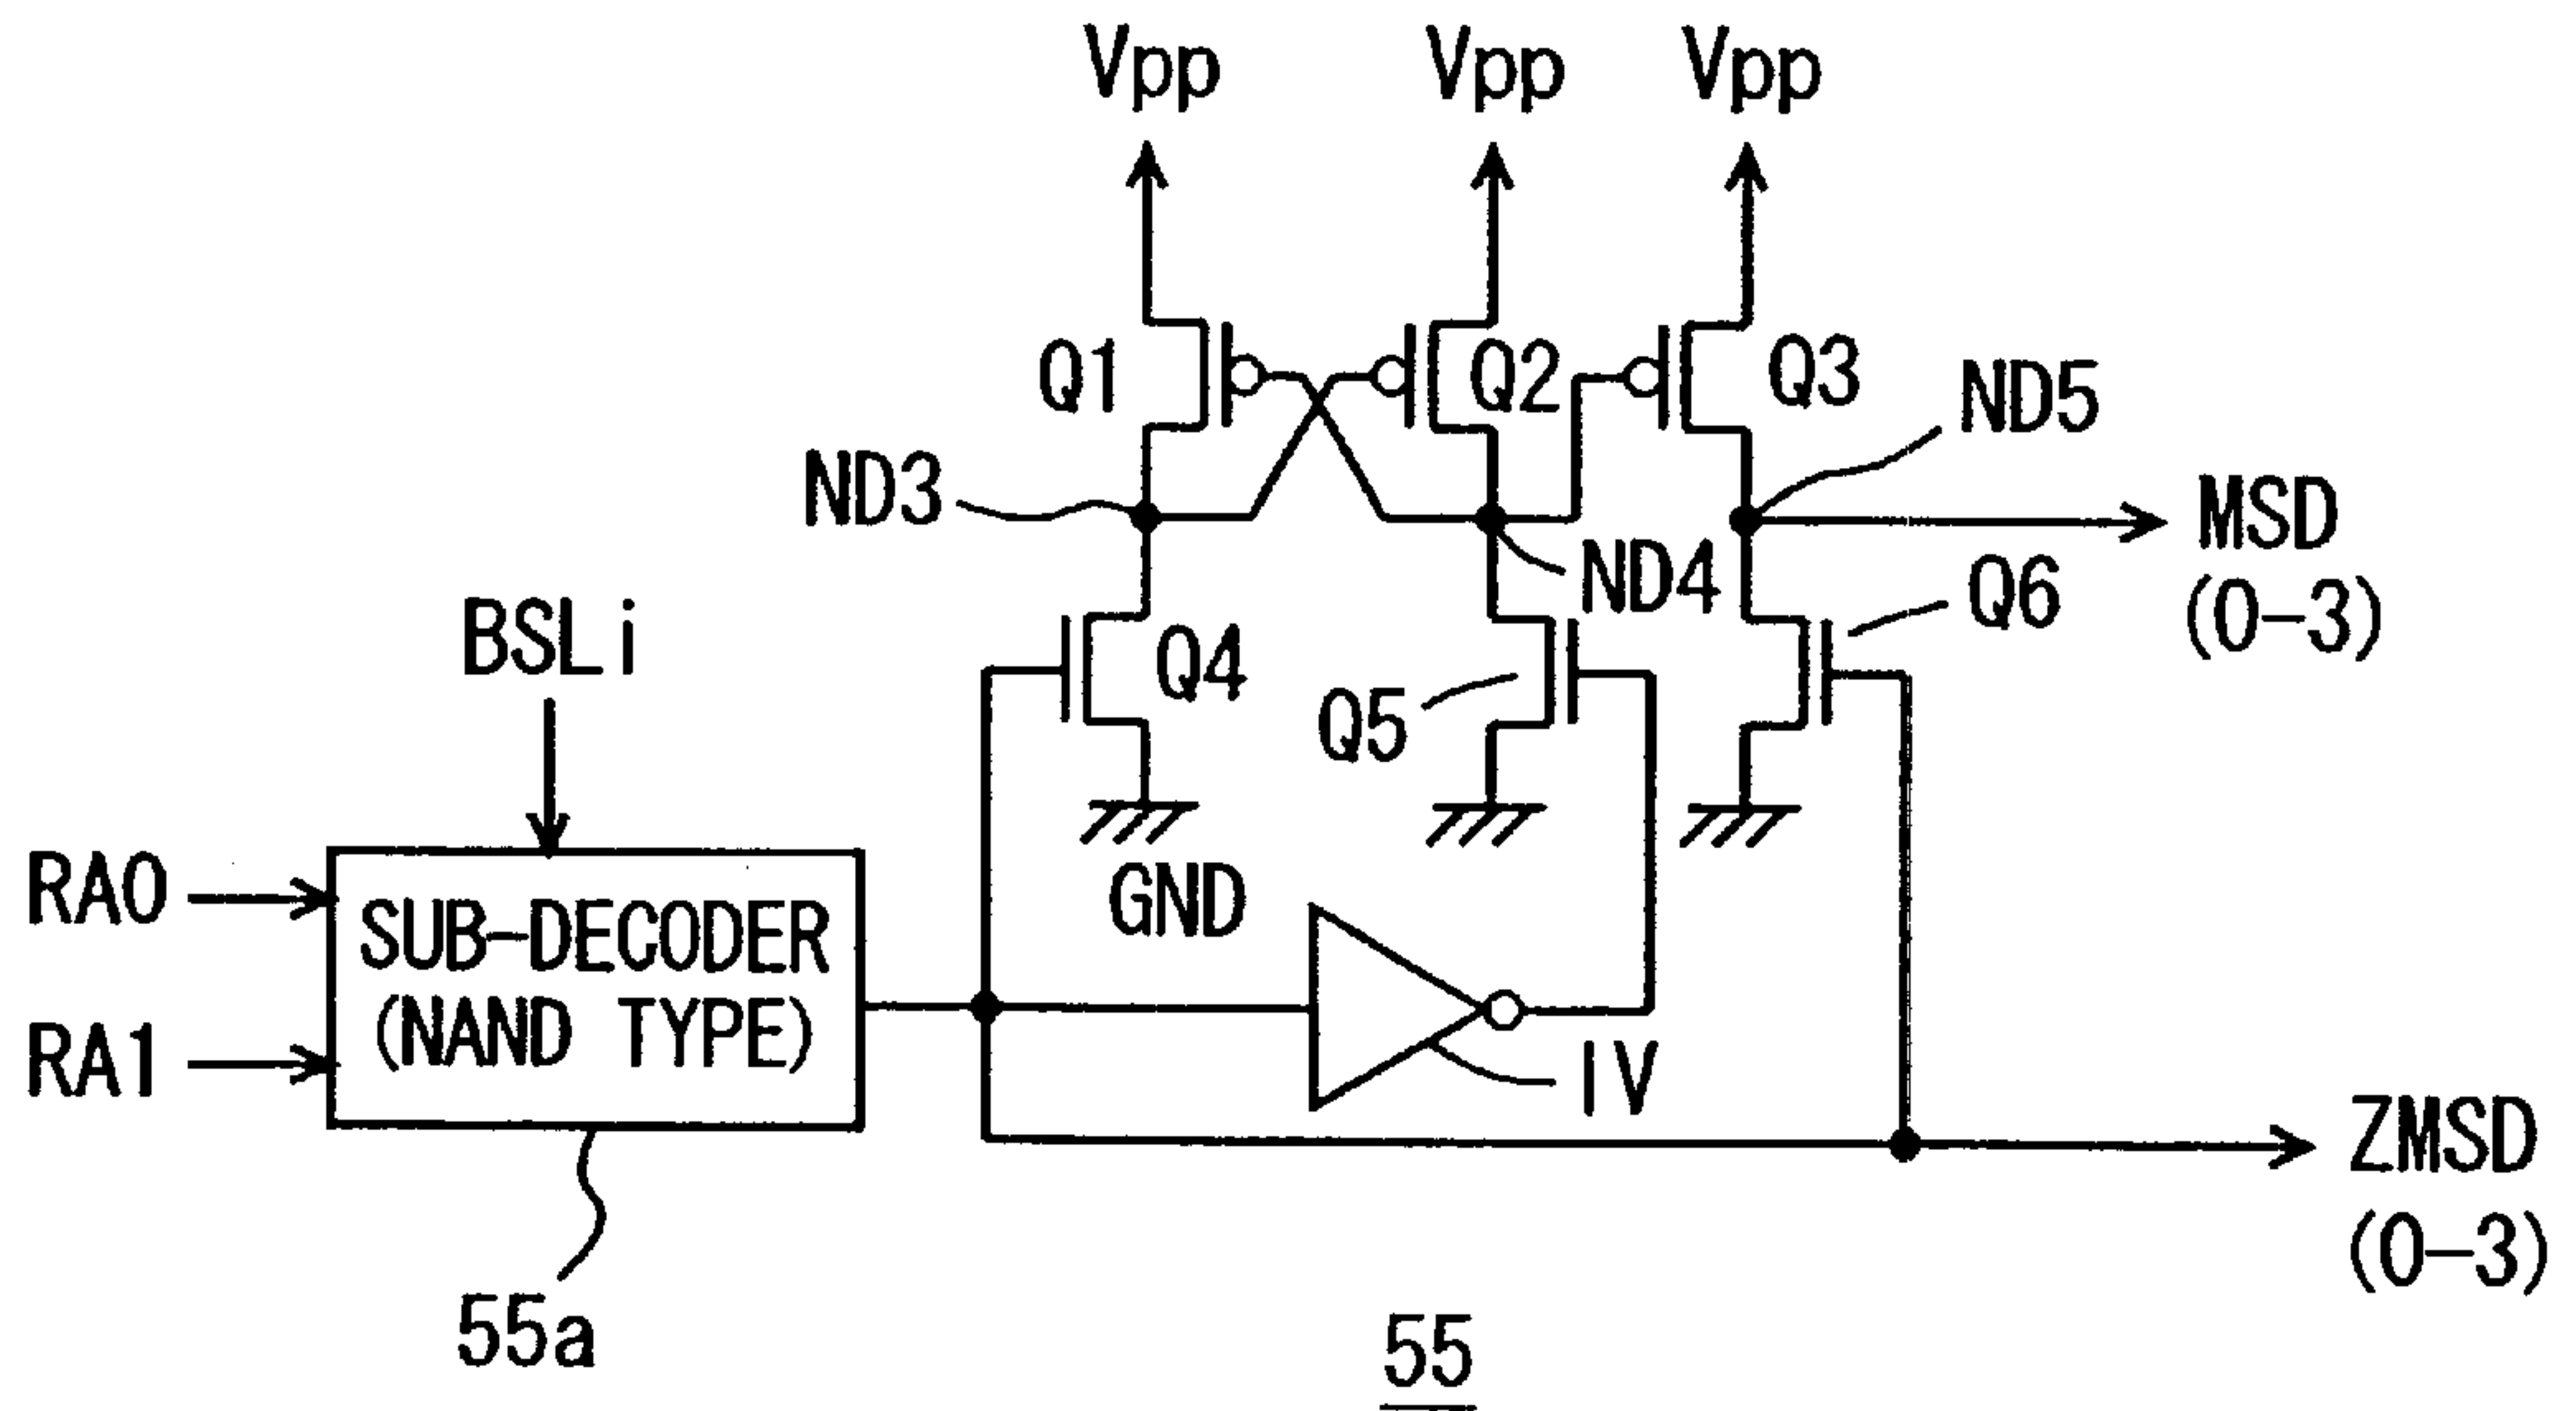 Vpp Vpp Vpp
Q1 Q2 Q3
ND3 ND5
MSD
(0-3)
ND4
Q6
BSLi
Q4
Q5
RA0
GND
SUB-DECODER
(NAND TYPE)
RA1
IV
ZMSD
(0-3)
55a
55